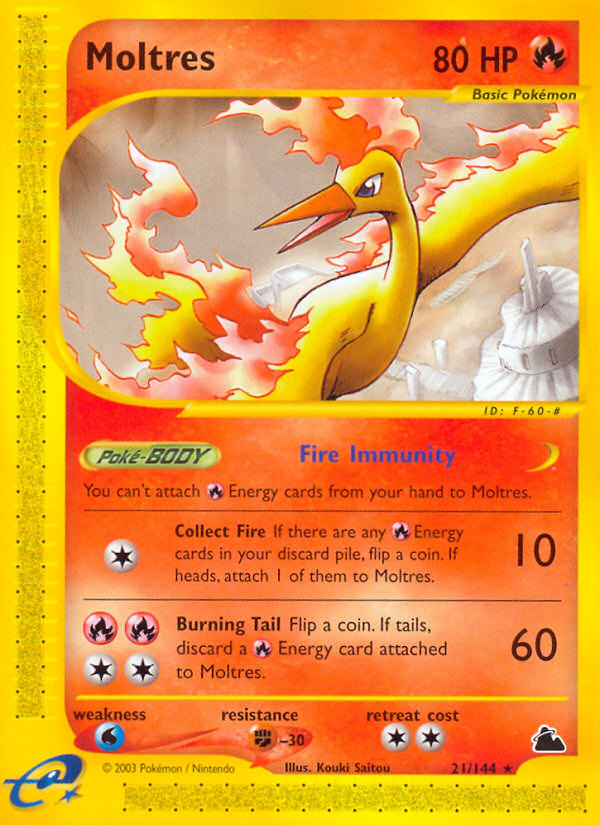 Moltres 80 HP
Basic Pokémon
ID: F-60-#
Poké-BODY Fire Immunity
You can't attach Energy cards from your hand to Moltres.
Collect Fire If there are any Energy
cards in your discard pile, flip a coin. If
heads, attach 1 of them to Moltres.
10
Burning Tail Flip a coin. If tails,
discard a Energy card attached
to Moltres.
60
weakness resistance retreat cost
–30
© 2003 Pokémon / Nintendo Illus. Kouki Saitou 21/144 ★
e